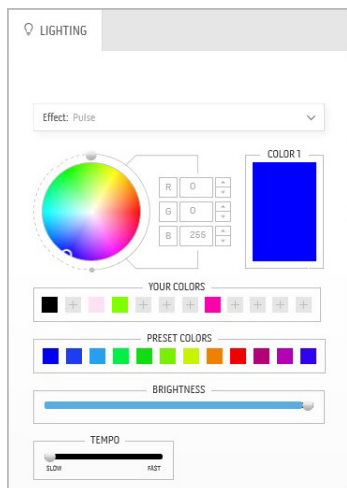 LIGHTING
Effect: Pulse
COLOR 1
R 0
G 0
B 255
YOUR COLORS
PRESET COLORS
BRIGHTNESS
TEMPO
SLOW FAST